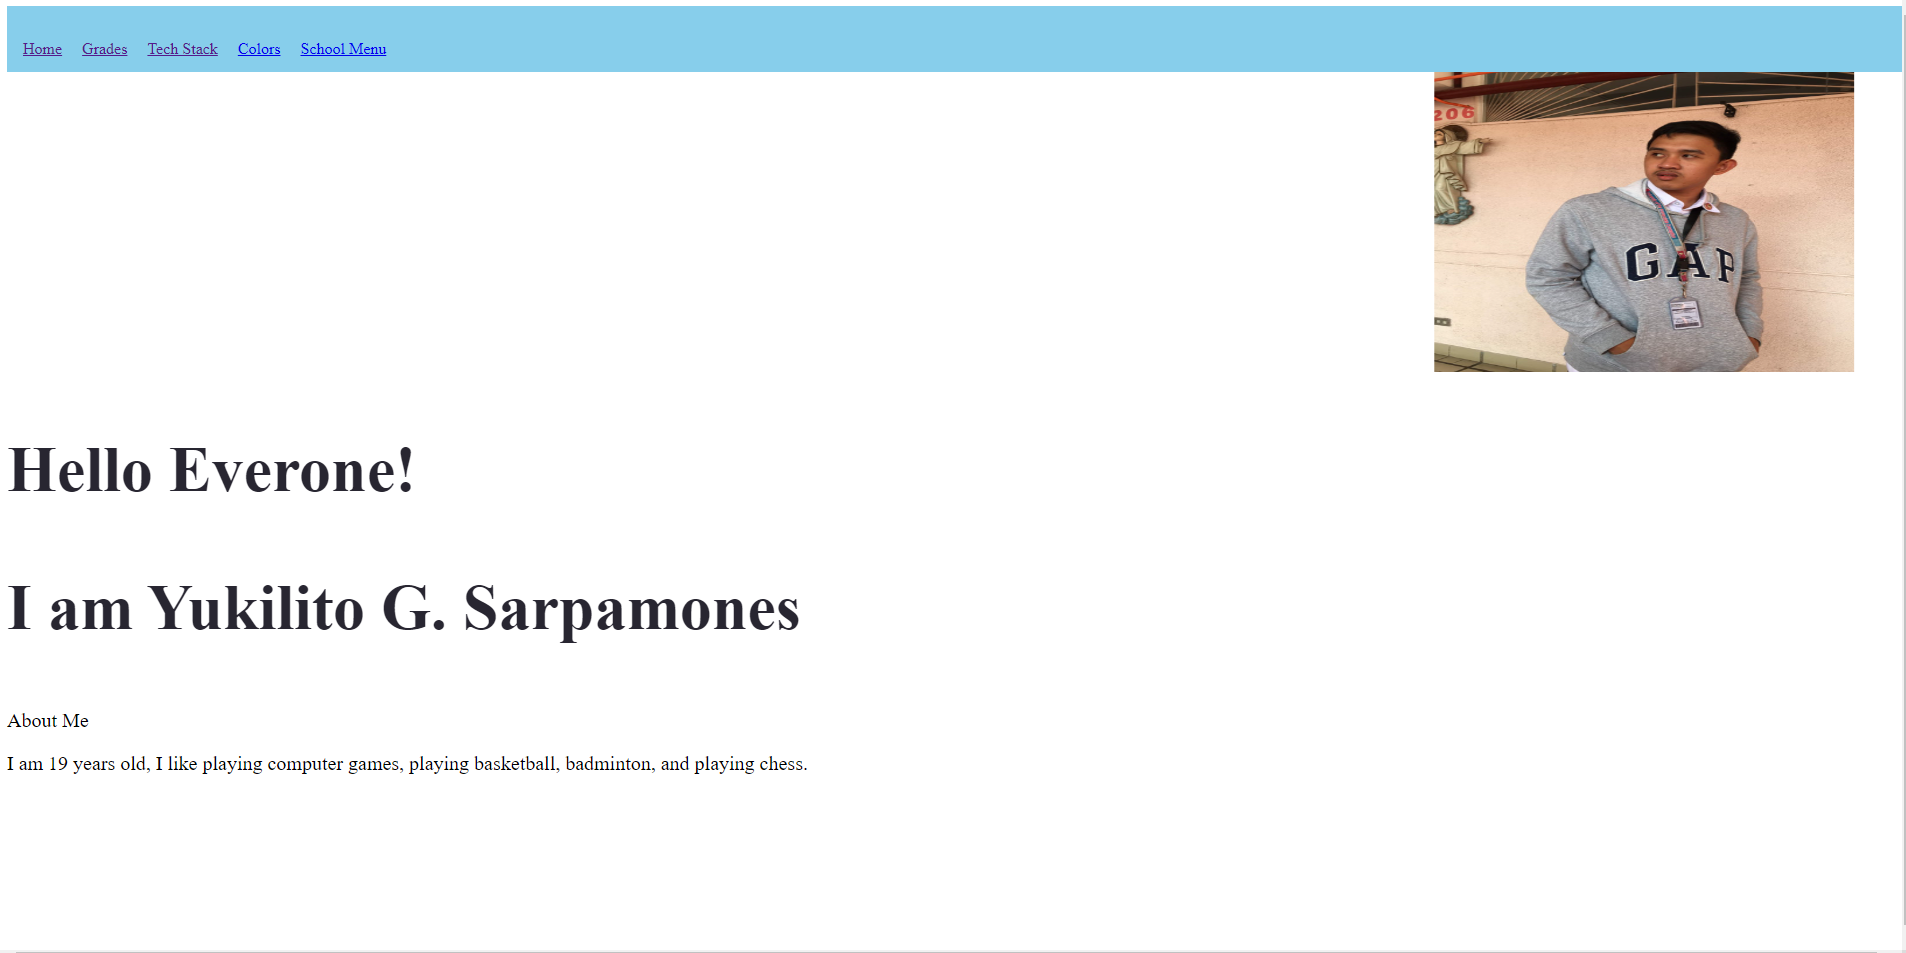 Home Grades Tech Stack Colors School Menu
206
GAP
Hello Everone!
I am Yukilito G. Sarpamones
About Me
I am 19 years old, I like playing computer games, playing basketball, badminton, and playing chess.